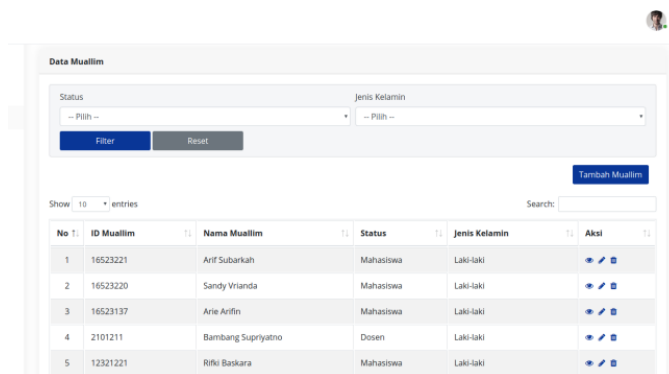 Data Muallim
Status Jenis Kelamin
-- Pilih -- -- Pilih --
Filter Reset
Tambah Muallim
Show 10 entries Search:
No ID Muallim Nama Muallim Status Jenis Kelamin Aksi
1 16523221 Arif Subarkah Mahasiswa Laki-laki
2 16523220 Sandy Vrianda Mahasiswa Laki-laki
3 16523137 Arie Arifin Mahasiswa Laki-laki
4 2101211 Bambang Supriyatno Dosen Laki-laki
5 12321221 Rifki Baskara Mahasiswa Laki-laki